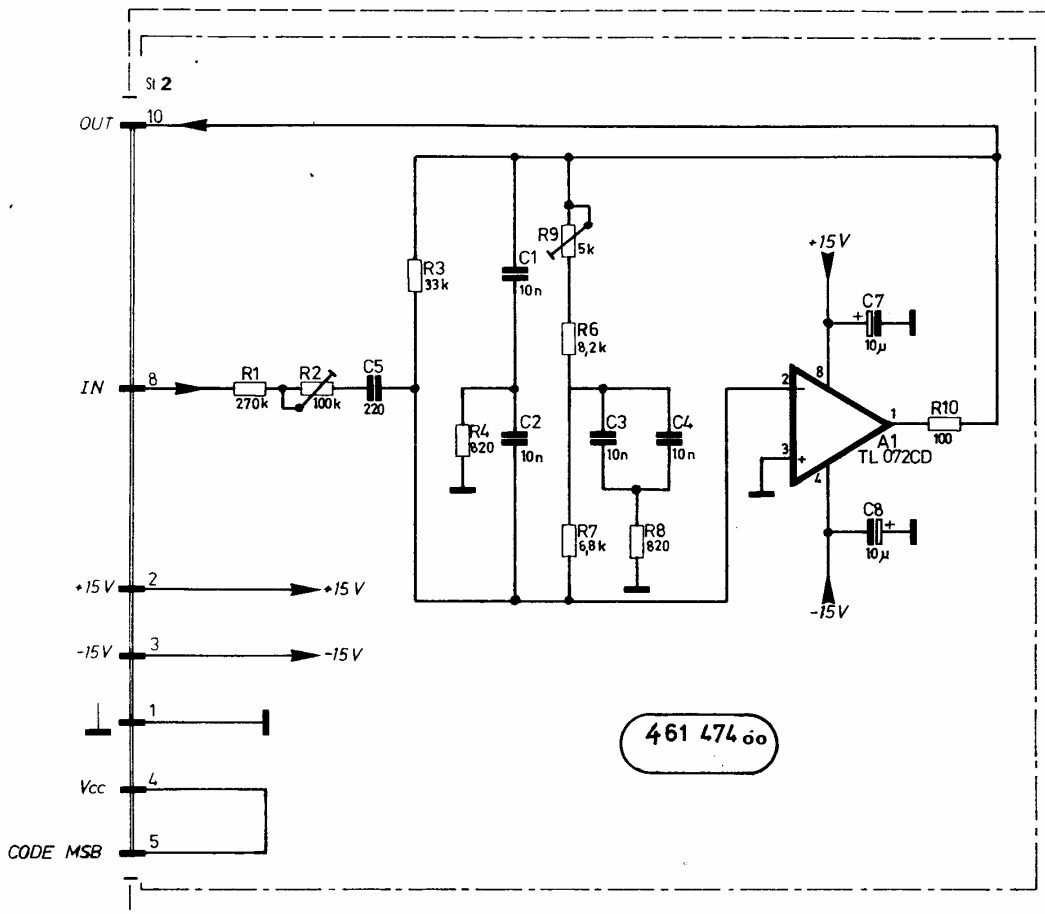 St 2
OUT
10
R9
5k
+15V
R3
33k
C1
10n
C7
+
10µ
R6
8,2k
IN
8
R1
270k
R2
100k
C5
220
2
−
8
1
R10
100
A1
TL 072CD
3
+
4
R4
820
C2
10n
C3
10n
C4
10n
C8
+
10µ
R7
6,8k
R8
820
+15V
2
+15V
-15V
-15V
3
-15V
1
461 474 00
Vcc
4
CODE MSB
5